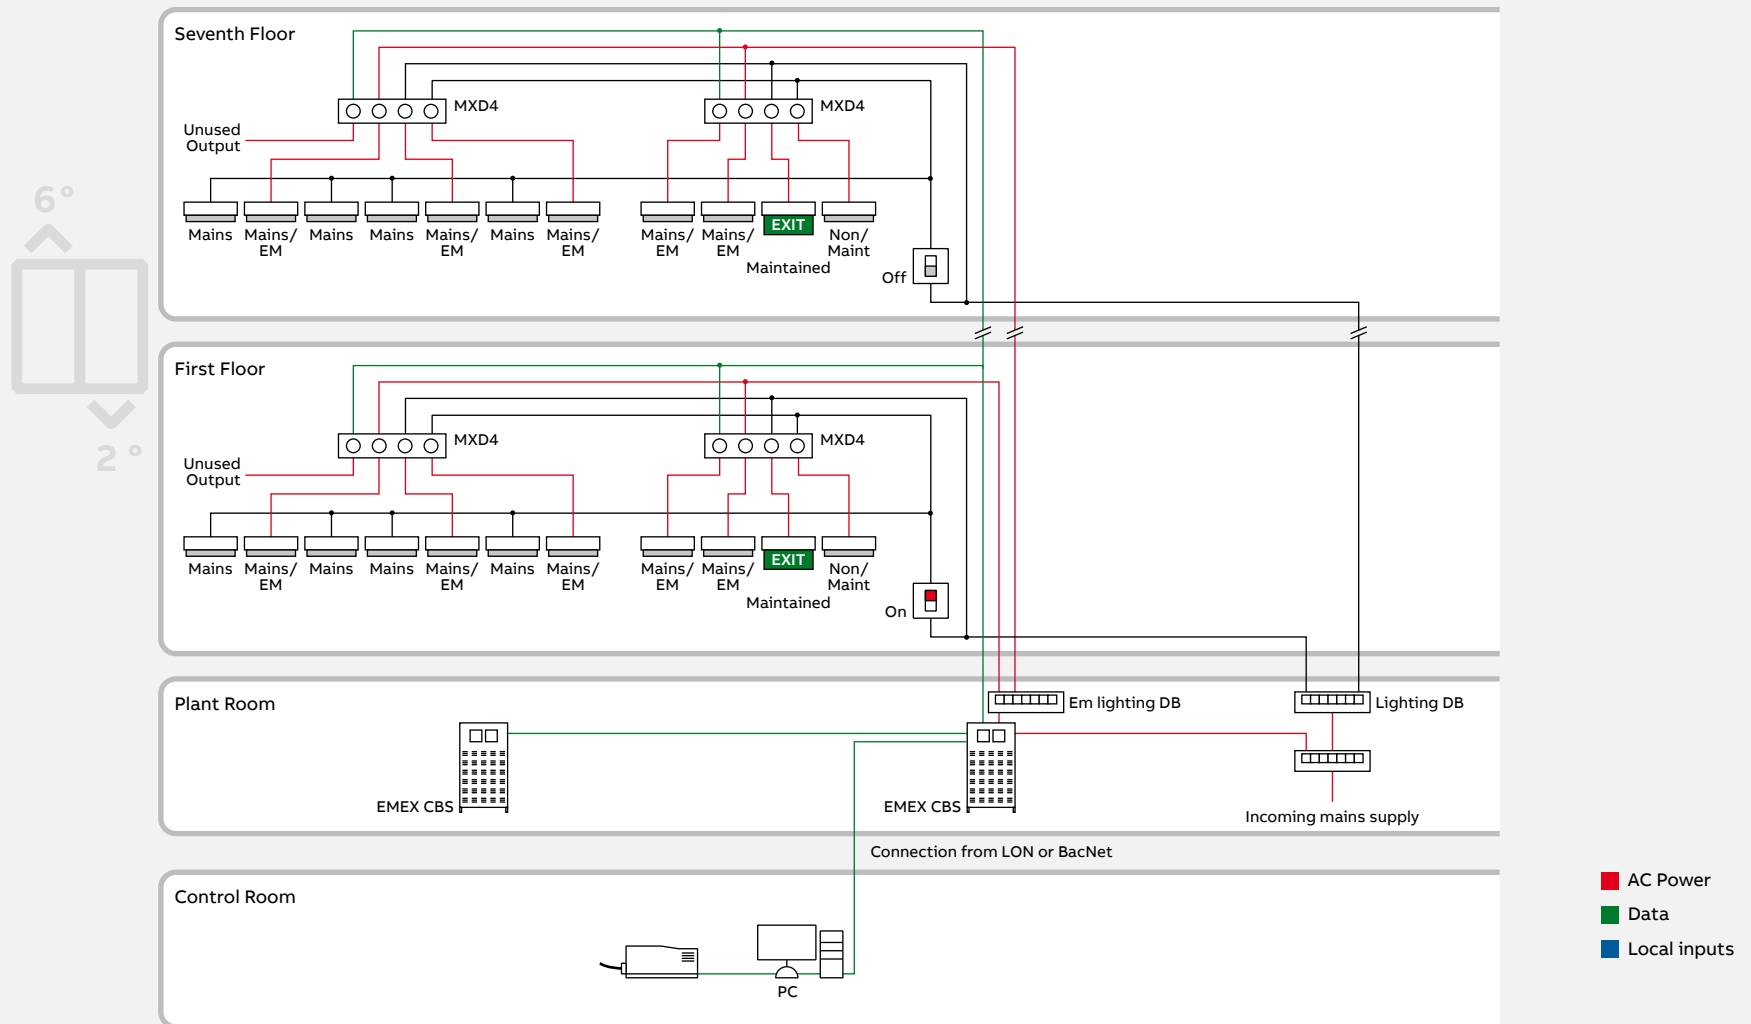 Seventh Floor
MXD4
MXD4
Unused
Output
6°
Mains
Mains/
EM
Mains
Mains
Mains/
EM
Mains
Mains/
EM
Mains/
EM
Mains/
EM
EXIT
Non/
Maint
Maintained
Off
First Floor
MXD4
MXD4
2 °
Unused
Output
Mains
Mains/
EM
Mains
Mains
Mains/
EM
Mains
Mains/
EM
Mains/
EM
Mains/
EM
EXIT
Non/
Maint
Maintained
On
Plant Room
Em lighting DB
Lighting DB
EMEX CBS
EMEX CBS
Incoming mains supply
Connection from LON or BacNet
Control Room
PC
AC Power
Data
Local inputs